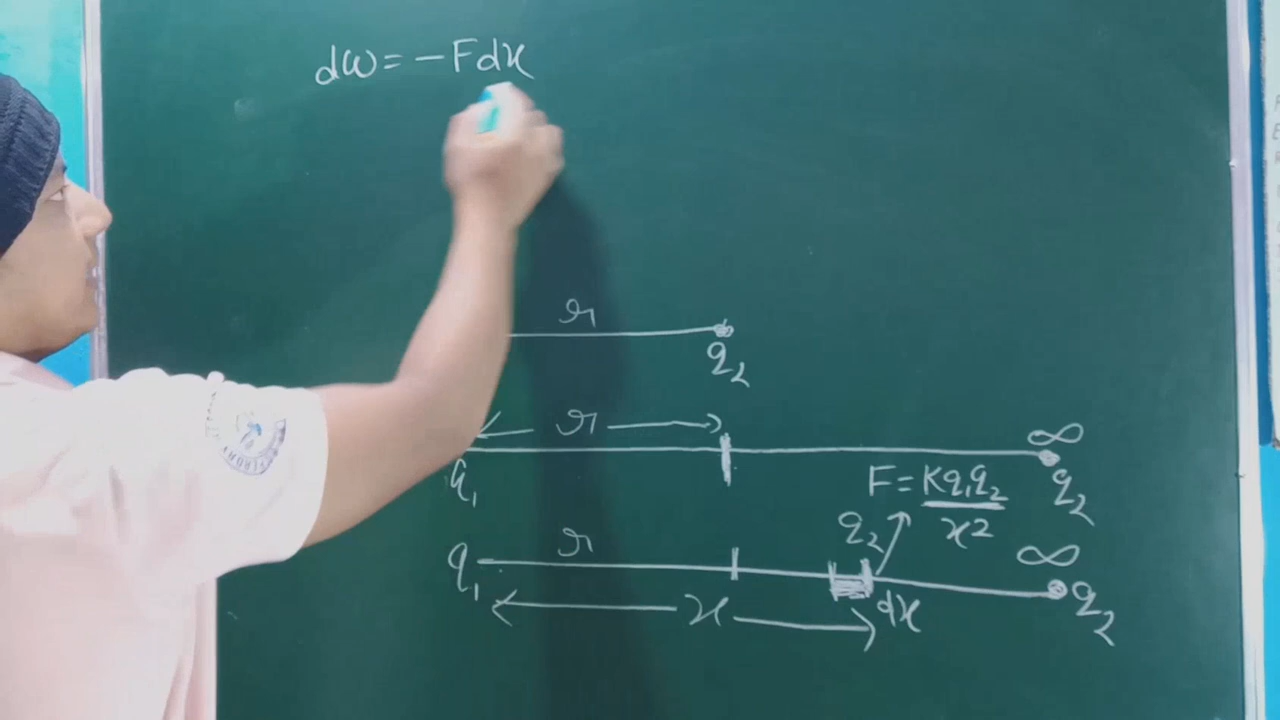 dw = -Fdx
r
q2
r
∞
q1
F = Kq1q2/x2
q2
q2
r
∞
q1
x
dx
q2